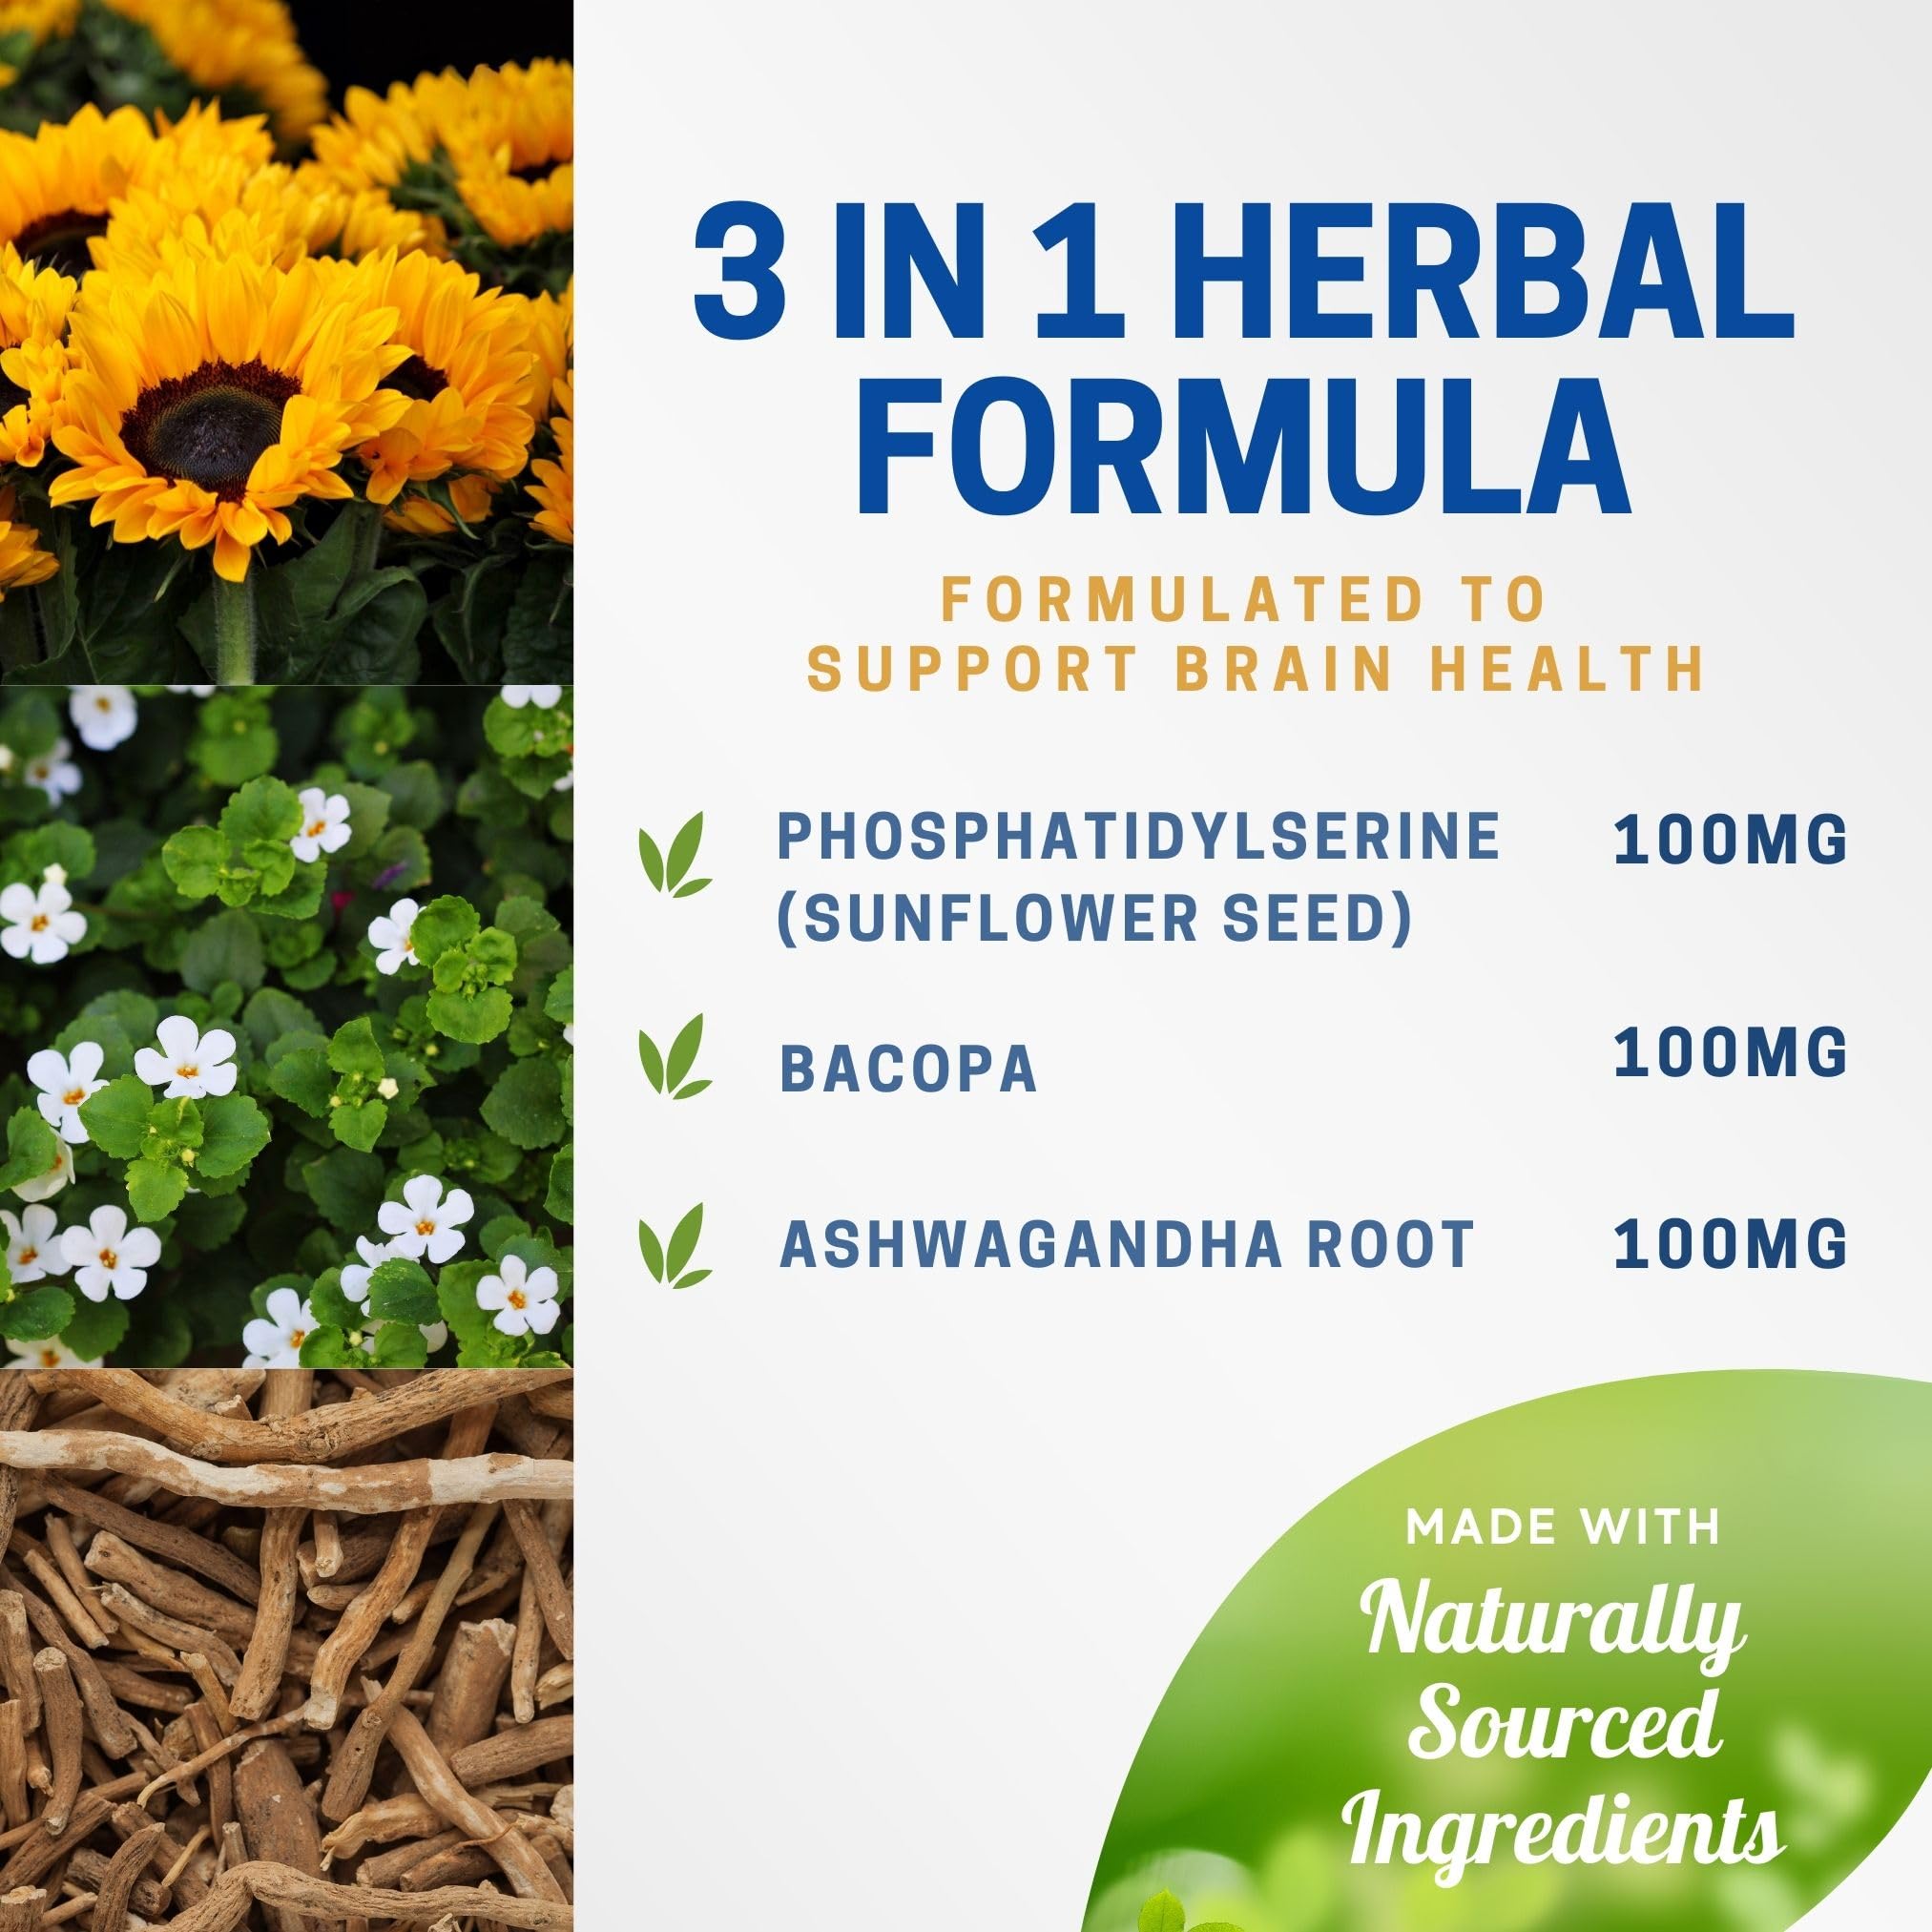 3 IN 1 HERBAL
FORMULA
FORMULATED TO
SUPPORT BRAIN HEALTH
PHOSPHATIDYLSERINE 100MG
(SUNFLOWER SEED)
BACOPA 100MG
ASHWAGANDHA ROOT 100MG
MADE WITH
Naturally
Sourced
Ingredients